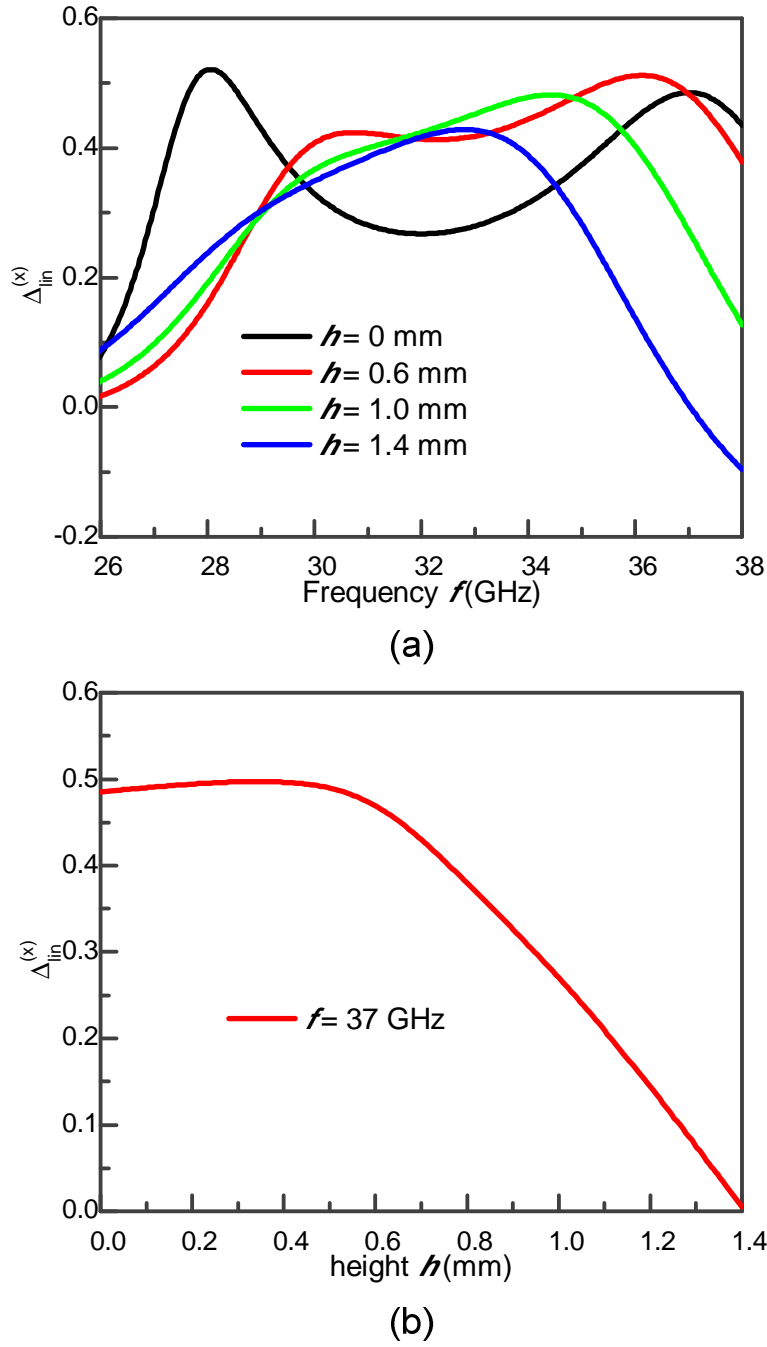 0.6
0.4
0.2
0.0
-0.2
Δlin(x)
h = 0 mm
h = 0.6 mm
h = 1.0 mm
h = 1.4 mm
26 28 30 32 34 36 38
Frequency f (GHz)
(a)
0.6
0.5
0.4
0.3
0.2
0.1
0.0
Δlin(x)
f = 37 GHz
0.0 0.2 0.4 0.6 0.8 1.0 1.2 1.4
height h (mm)
(b)